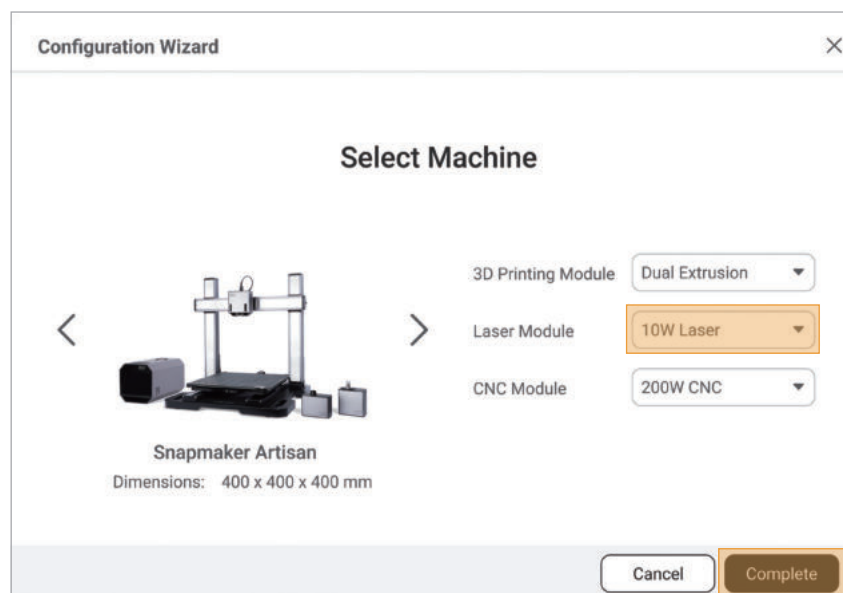 Configuration Wizard
Select Machine
3D Printing Module Dual Extrusion
Laser Module 10W Laser
CNC Module 200W CNC
Snapmaker Artisan
Dimensions: 400 x 400 x 400 mm
Cancel Complete